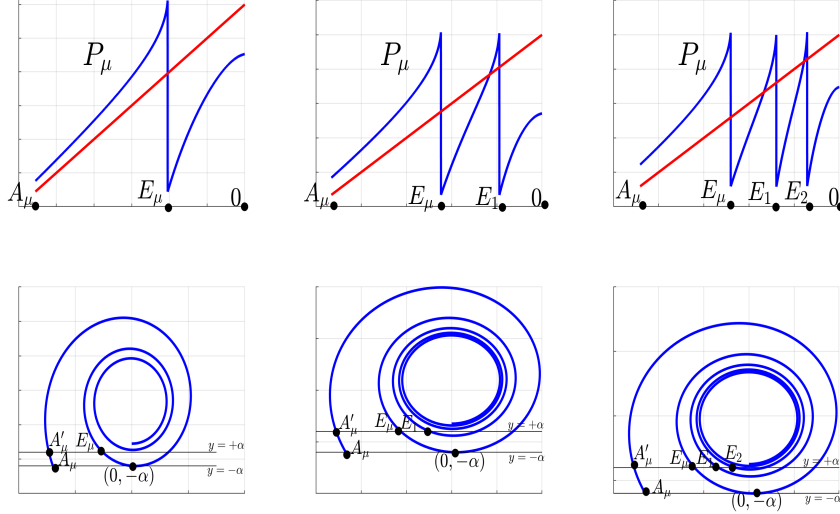 P_μ
A_μ E_μ 0
P_μ
A_μ E_μ E_1 0
P_μ
A_μ E_μ E_1 E_2 0
A'_μ E_μ y = +α
A_μ y = −α
(0, −α)
A'_μ E_μ E_1 y = +α
A_μ (0, −α) y = −α
A'_μ E_μ E_1 E_2 y = +α
A_μ (0, −α) y = −α